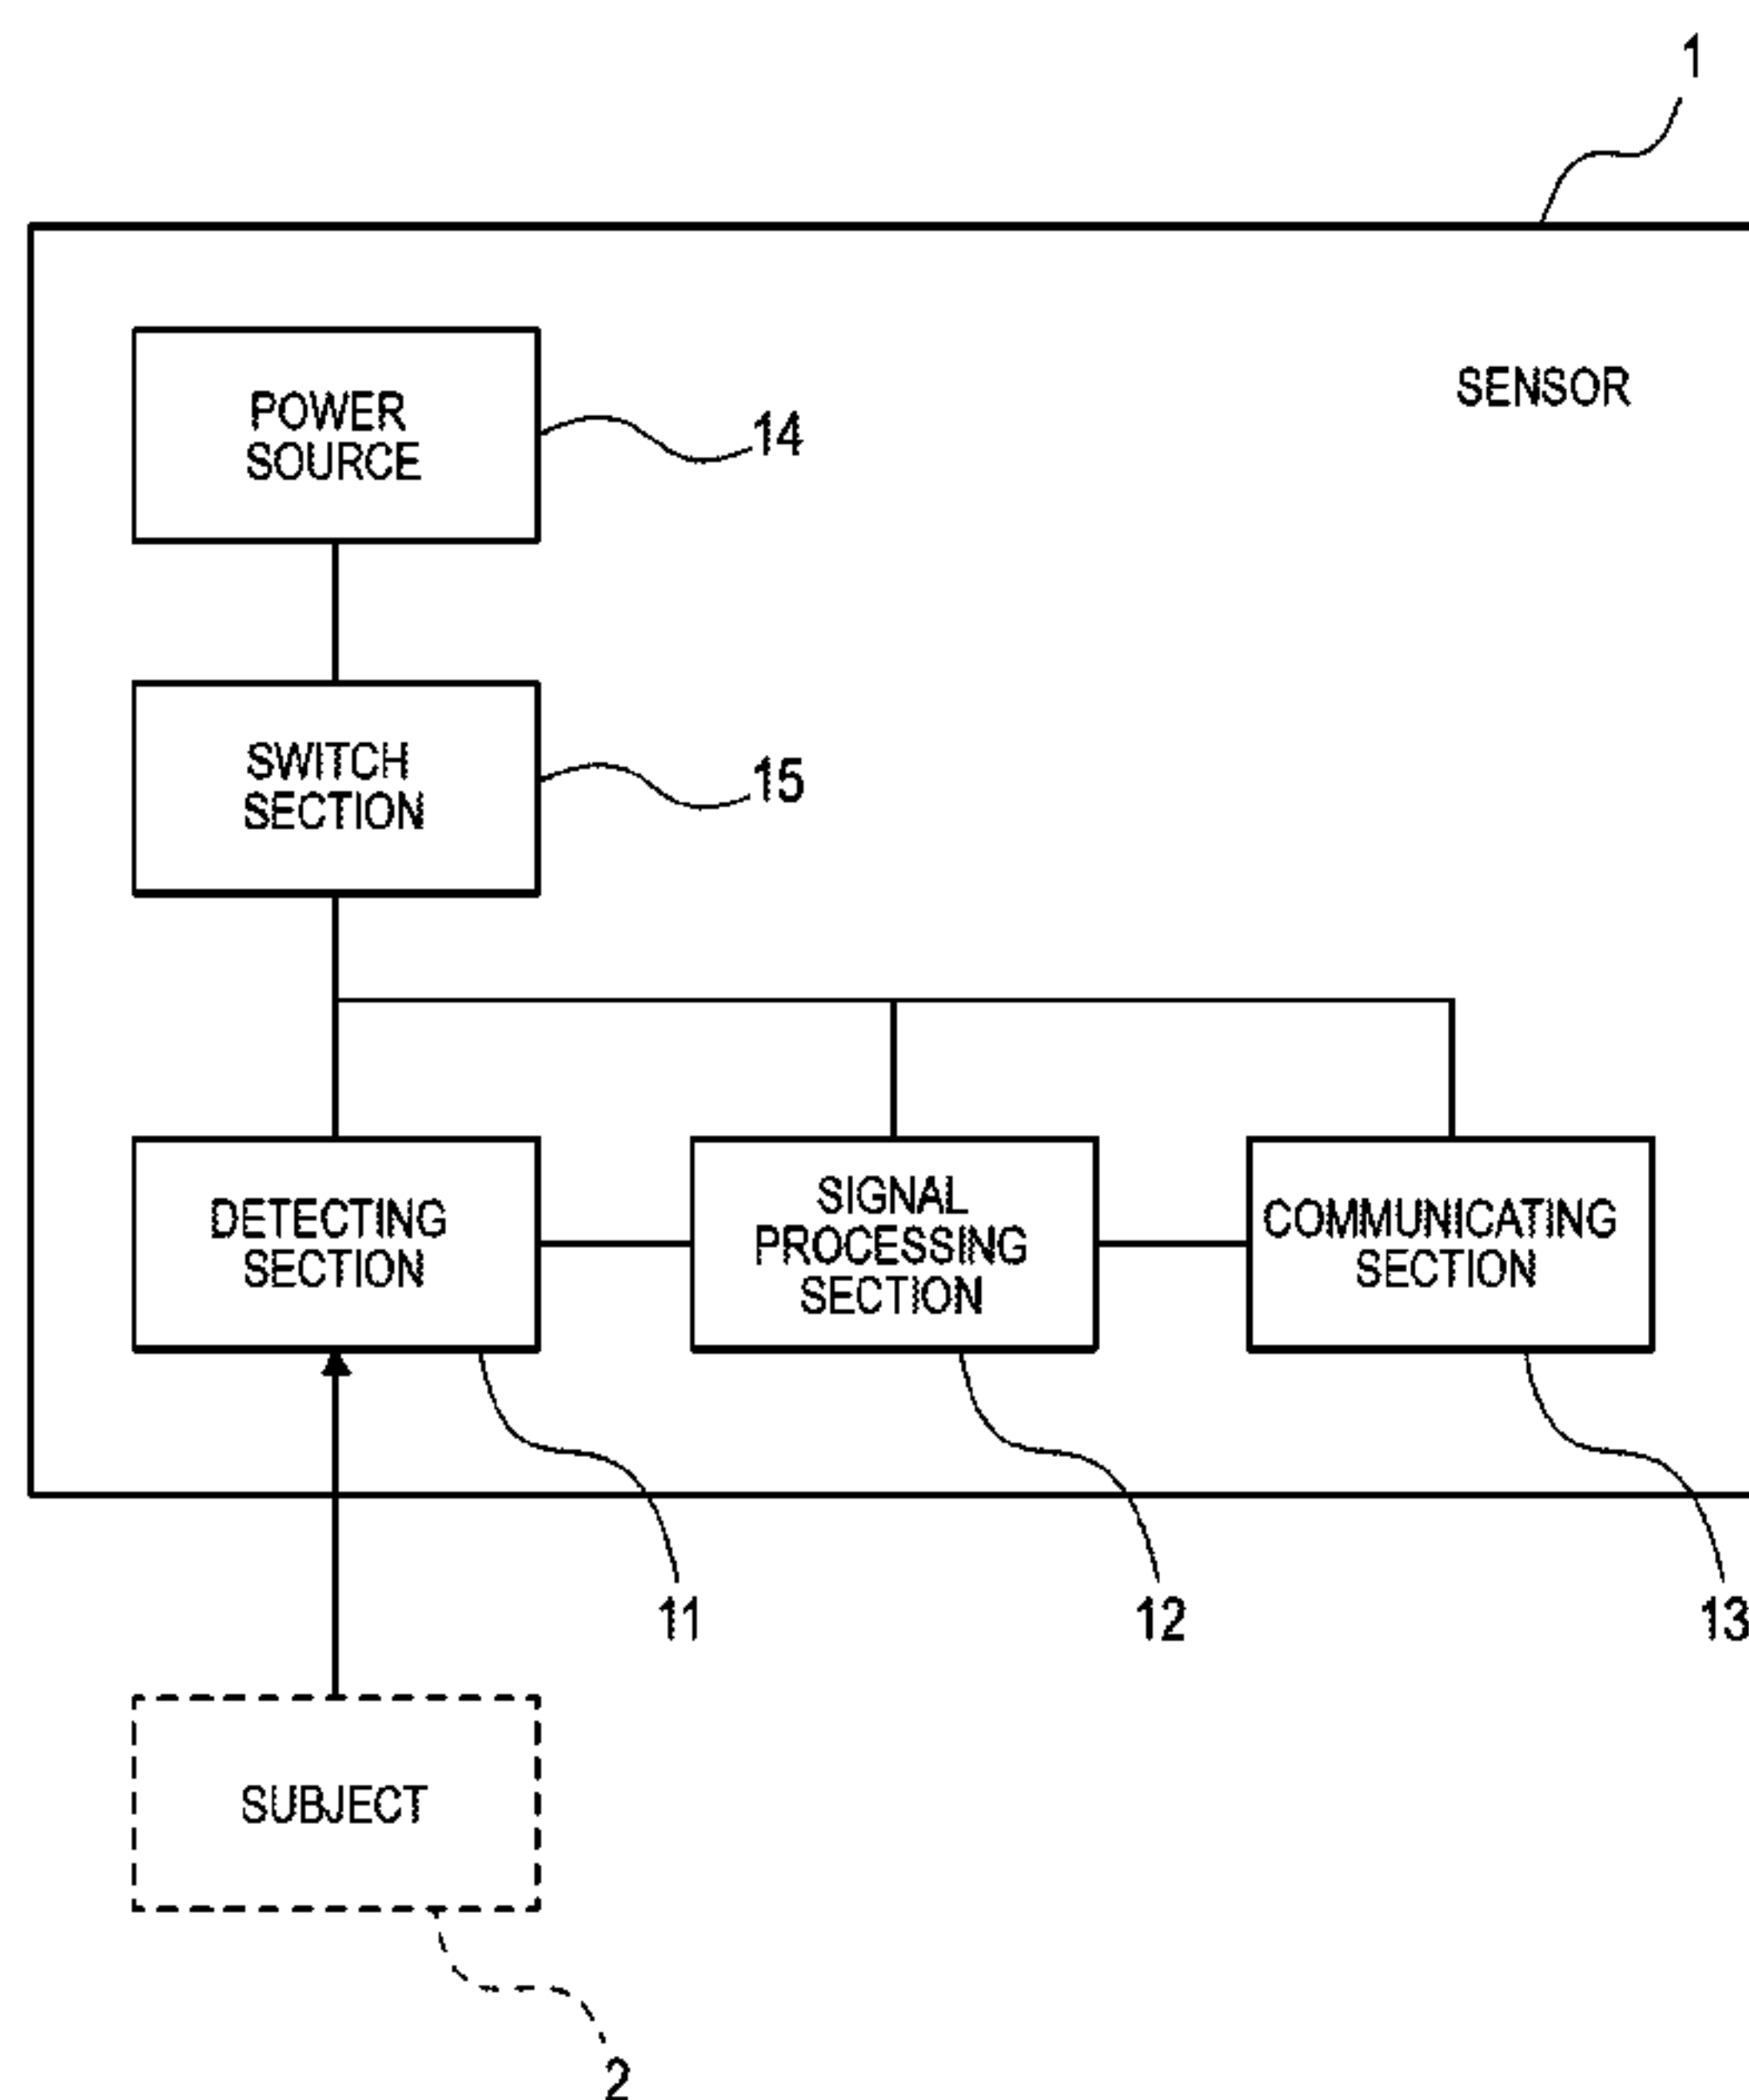 1
SENSOR
POWER
SOURCE
14
SWITCH
SECTION
15
DETECTING
SECTION
SIGNAL
PROCESSING
SECTION
COMMUNICATING
SECTION
11
12
13
SUBJECT
2